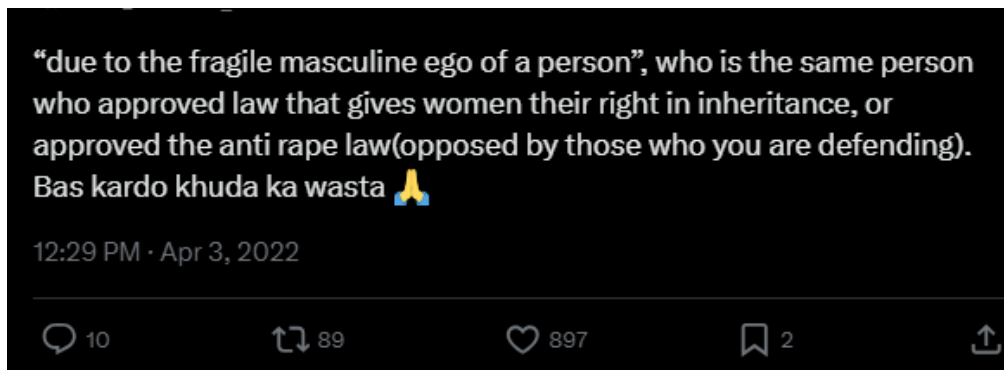 “due to the fragile masculine ego of a person”, who is the same person
who approved law that gives women their right in inheritance, or
approved the anti rape law(opposed by those who you are defending).
Bas kardo khuda ka wasta 🙏
12:29 PM · Apr 3, 2022
10 89 897 2